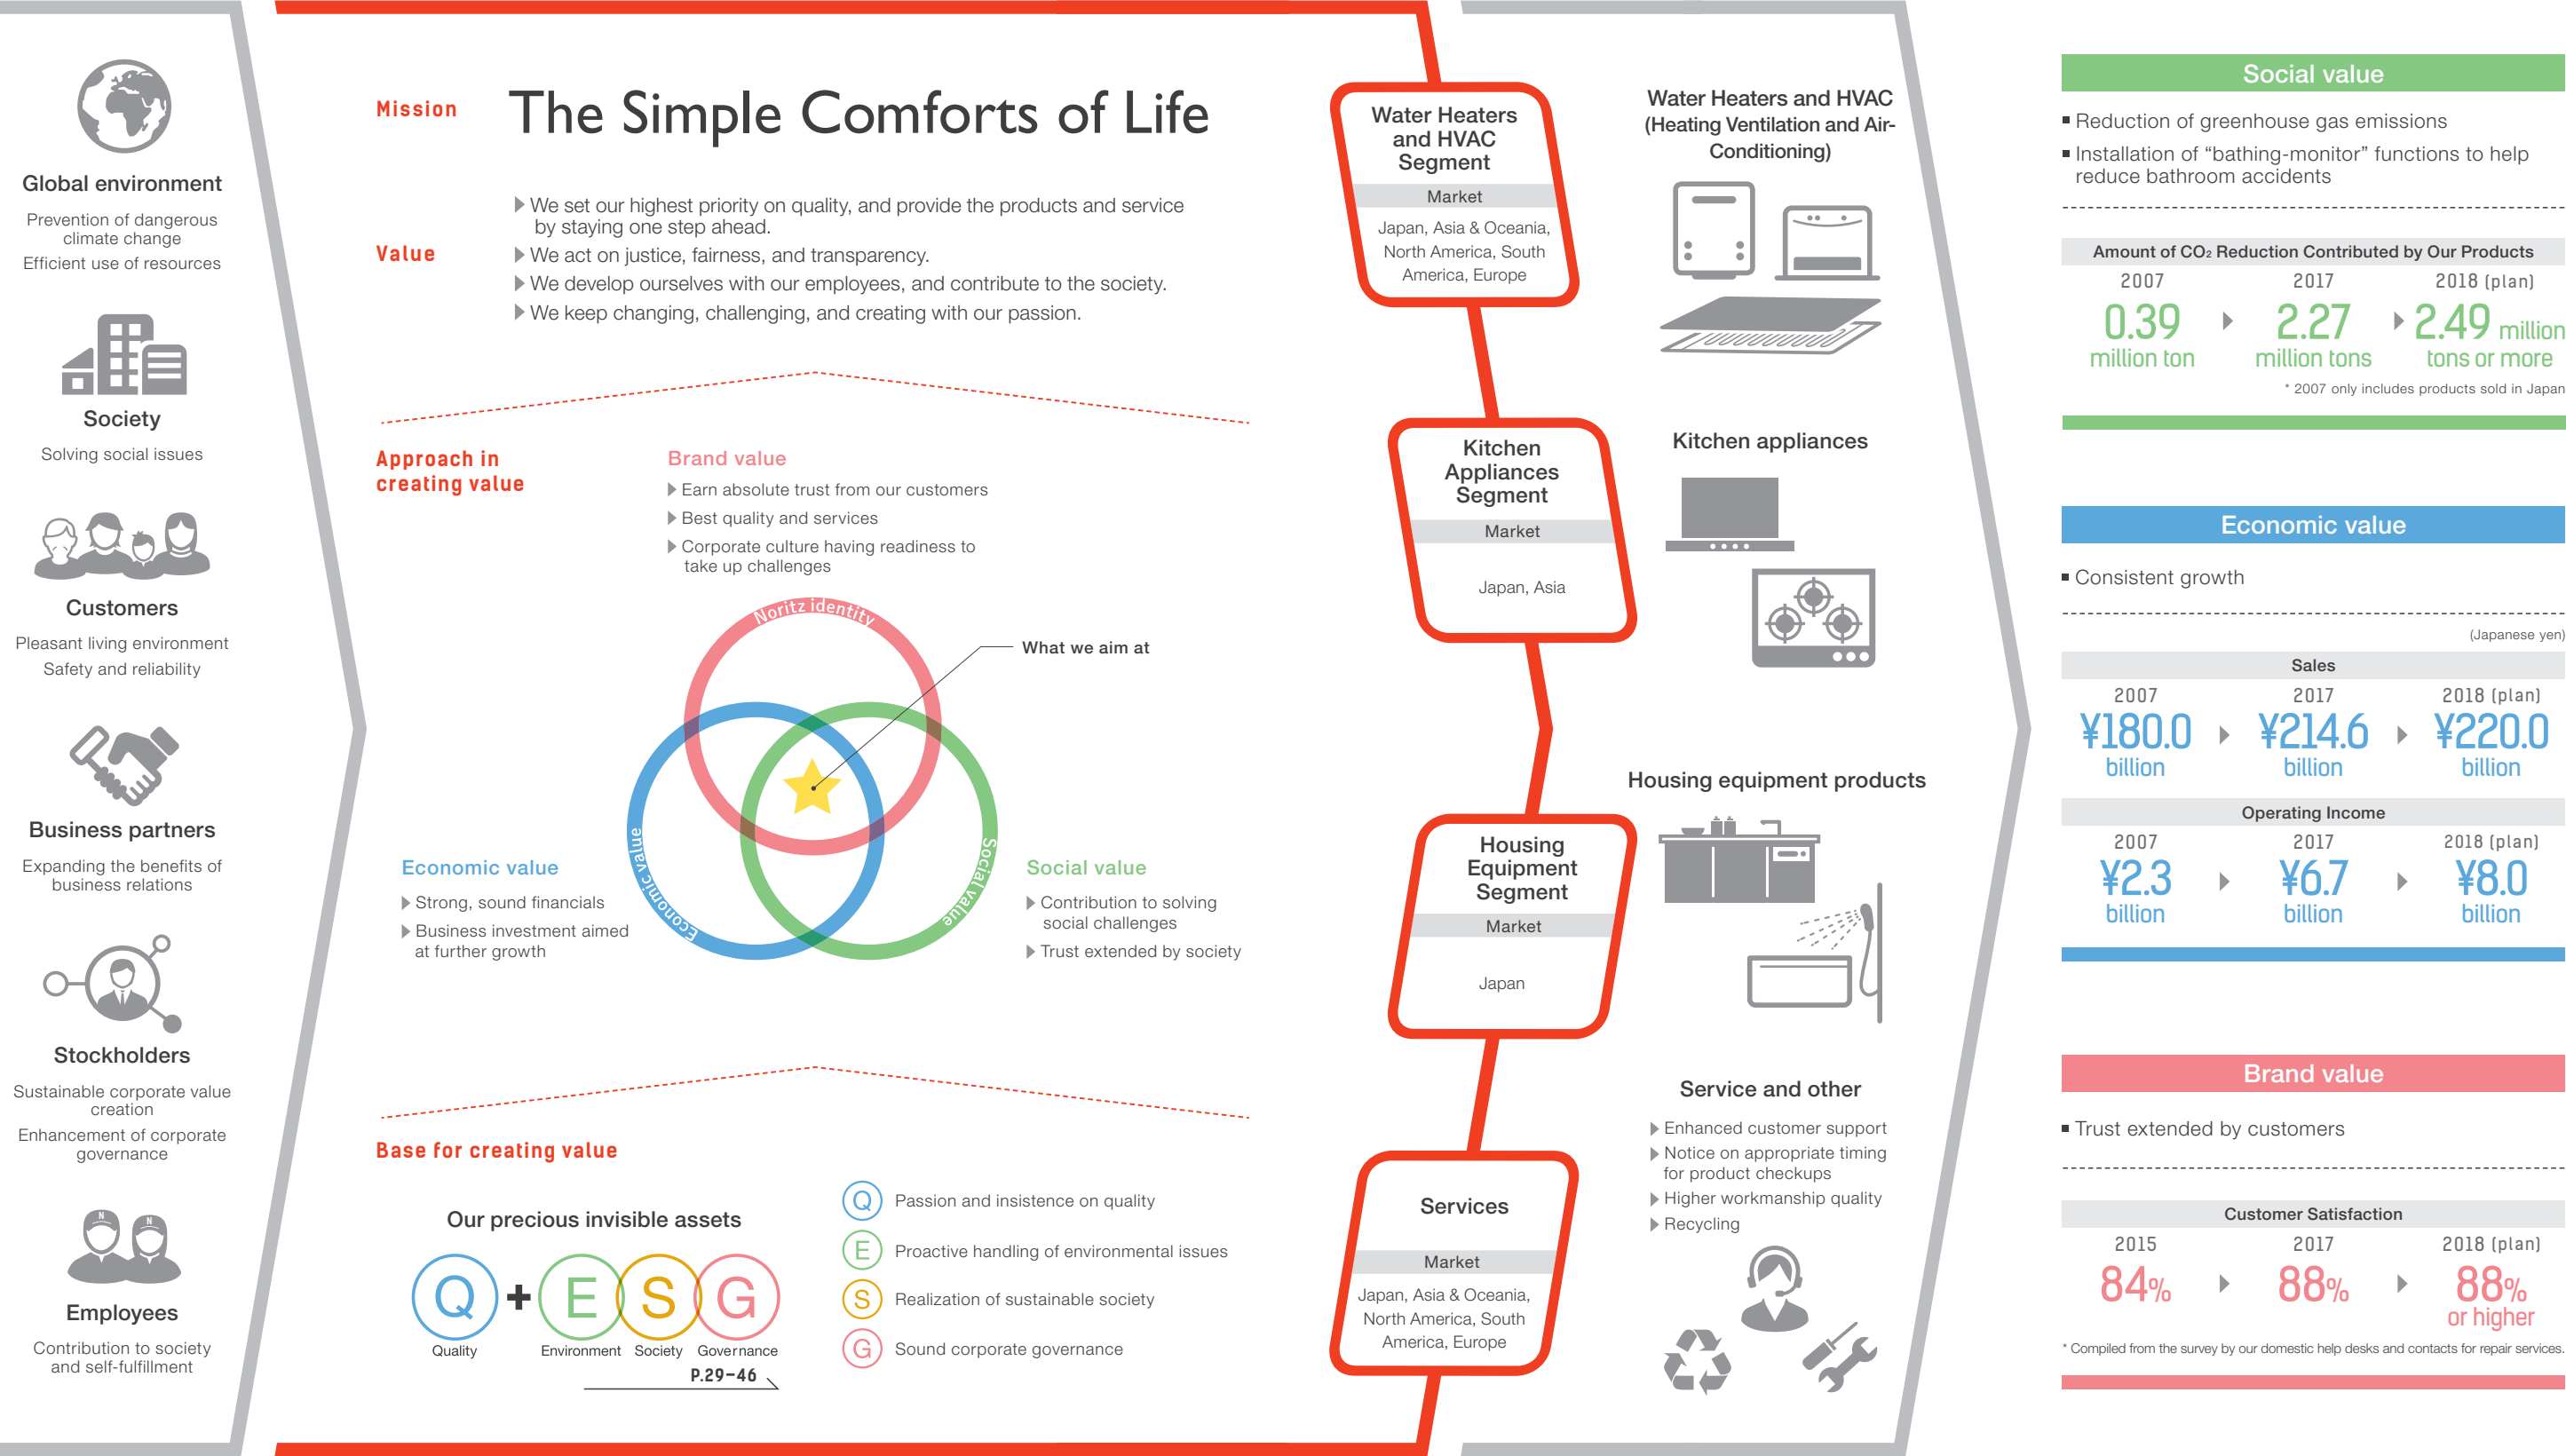 Global environment
Prevention of dangerous
climate change
Efficient use of resources
Society
Solving social issues
Customers
Pleasant living environment
Safety and reliability
Business partners
Expanding the benefits of
business relations
Stockholders
Sustainable corporate value
creation
Enhancement of corporate
governance
N N
Employees
Contribution to society
and self-fulfillment
Mission
The Simple Comforts of Life
Value
We set our highest priority on quality, and provide the products and service
by staying one step ahead.
We act on justice, fairness, and transparency.
We develop ourselves with our employees, and contribute to the society.
We keep changing, challenging, and creating with our passion.
Approach in
creating value
Brand value
Earn absolute trust from our customers
Best quality and services
Corporate culture having readiness to
take up challenges
Noritz identity
What we aim at
Economic value
Strong, sound financials
Business investment aimed
at further growth
Economic value
Social value
Social value
Contribution to solving
social challenges
Trust extended by society
Base for creating value
Our precious invisible assets
Q + E S G
Quality Environment Society Governance
P.29–46
Q Passion and insistence on quality
E Proactive handling of environmental issues
S Realization of sustainable society
G Sound corporate governance
Water Heaters
and HVAC
Segment
Market
Japan, Asia & Oceania,
North America, South
America, Europe
Kitchen
Appliances
Segment
Market
Japan, Asia
Housing
Equipment
Segment
Market
Japan
Services
Market
Japan, Asia & Oceania,
North America, South
America, Europe
Water Heaters and HVAC
(Heating Ventilation and Air-
Conditioning)
Kitchen appliances
Housing equipment products
Service and other
Enhanced customer support
Notice on appropriate timing
for product checkups
Higher workmanship quality
Recycling
Social value
Reduction of greenhouse gas emissions
Installation of “bathing-monitor” functions to help
reduce bathroom accidents
Amount of CO₂ Reduction Contributed by Our Products
2007 2017 2018 (plan)
0.39 2.27 2.49 million
million ton million tons tons or more
* 2007 only includes products sold in Japan
Economic value
Consistent growth
(Japanese yen)
Sales
2007 2017 2018 (plan)
¥180.0 ¥214.6 ¥220.0
billion billion billion
Operating Income
2007 2017 2018 (plan)
¥2.3 ¥6.7 ¥8.0
billion billion billion
Brand value
Trust extended by customers
Customer Satisfaction
2015 2017 2018 (plan)
84% 88% 88%
or higher
* Compiled from the survey by our domestic help desks and contacts for repair services.